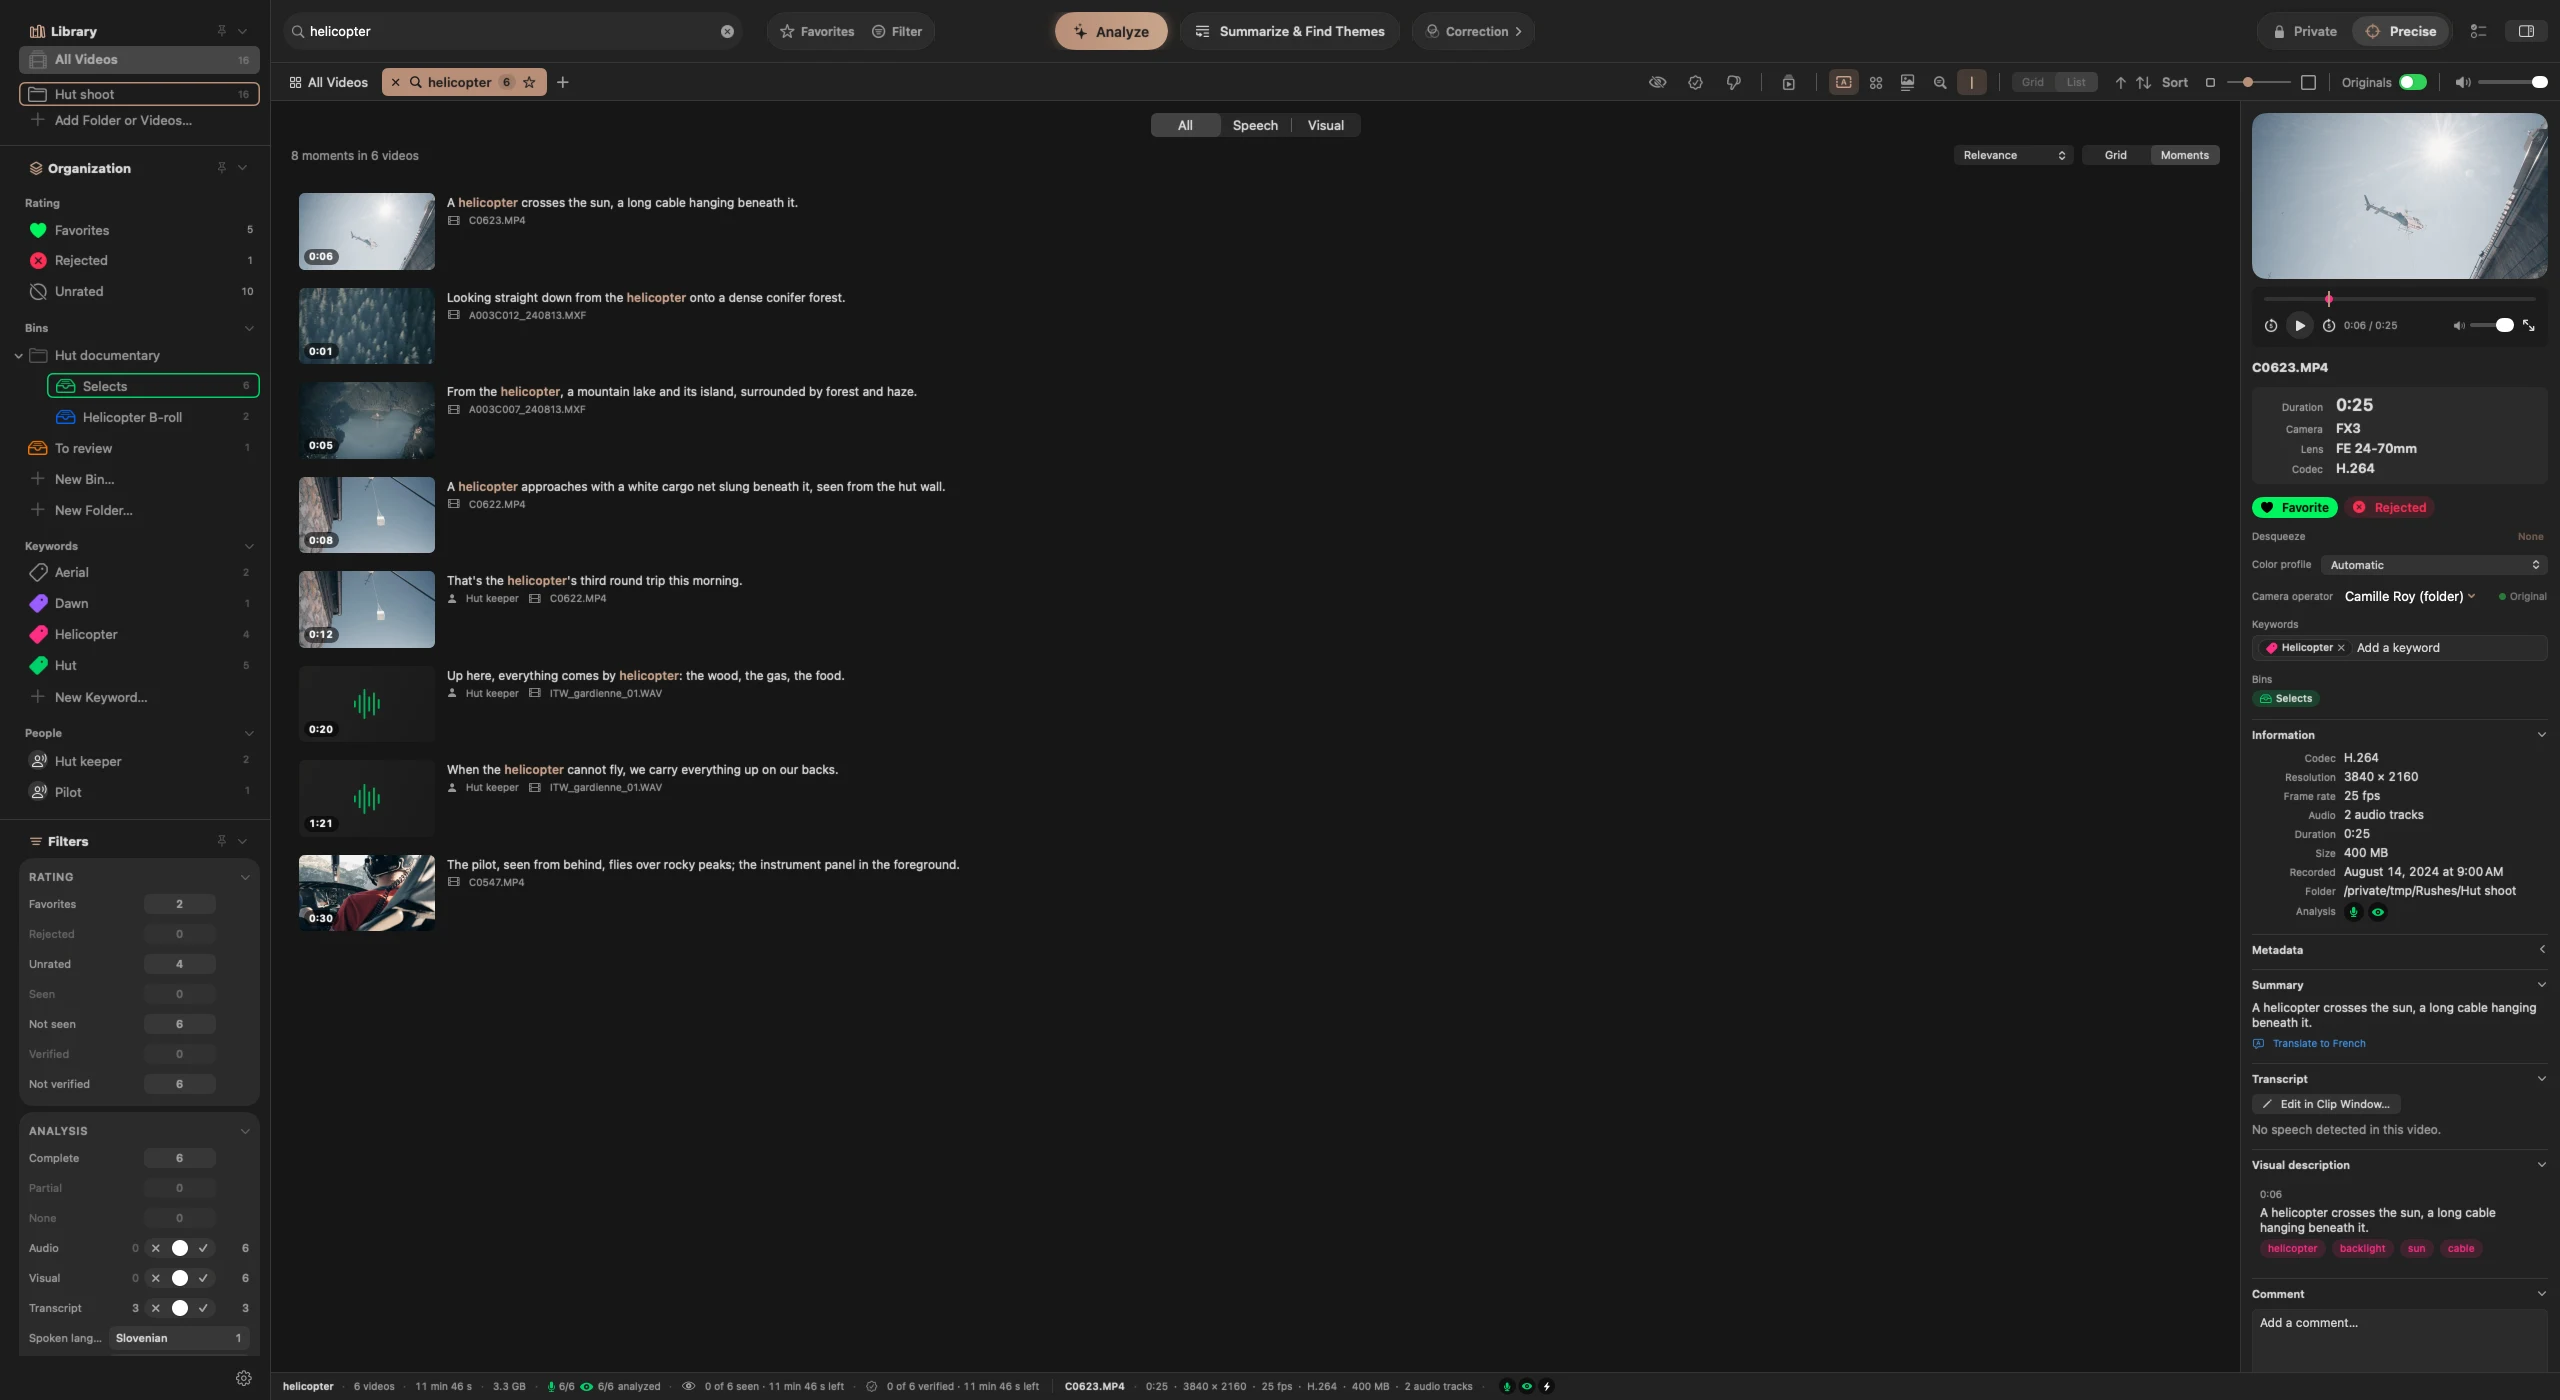 Library
All Videos 16
Hut shoot 16
Add Folder or Videos...
Organization
Rating
Favorites 5
Rejected 1
Unrated 10
Bins
Hut documentary
Selects 6
Helicopter B-roll 2
To review 1
New Bin...
New Folder...
Keywords
Aerial 2
Dawn 1
Helicopter 4
Hut 5
New Keyword...
People
Hut keeper 2
Pilot 1
Filters
RATING
Favorites 2
Rejected 0
Unrated 4
Seen 0
Not seen 6
Verified 0
Not verified 6
ANALYSIS
Complete 6
Partial 0
None 0
Audio 0 6
Visual 0 6
Transcript 3 3
Spoken lang... Slovenian 1
helicopter
Favorites Filter
Analyze
Summarize & Find Themes
Correction
Private Precise
All Videos
helicopter 6
Grid List
Sort
Originals
All Speech Visual
8 moments in 6 videos
Relevance
Grid Moments
A helicopter crosses the sun, a long cable hanging beneath it.
C0623.MP4
0:06
Looking straight down from the helicopter onto a dense conifer forest.
A003C012_240813.MXF
0:01
From the helicopter, a mountain lake and its island, surrounded by forest and haze.
A003C007_240813.MXF
0:05
A helicopter approaches with a white cargo net slung beneath it, seen from the hut wall.
C0622.MP4
0:08
That's the helicopter's third round trip this morning.
Hut keeper C0622.MP4
0:12
Up here, everything comes by helicopter: the wood, the gas, the food.
Hut keeper ITW_gardienne_01.WAV
0:20
When the helicopter cannot fly, we carry everything up on our backs.
Hut keeper ITW_gardienne_01.WAV
1:21
The pilot, seen from behind, flies over rocky peaks; the instrument panel in the foreground.
C0547.MP4
0:30
0:06 / 0:25
C0623.MP4
Duration 0:25
Camera FX3
Lens FE 24-70mm
Codec H.264
Favorite Rejected
Desqueeze None
Color profile Automatic
Camera operator Camille Roy (folder) Original
Keywords
Helicopter Add a keyword
Bins
Selects
Information
Codec H.264
Resolution 3840 × 2160
Frame rate 25 fps
Audio 2 audio tracks
Duration 0:25
Size 400 MB
Recorded August 14, 2024 at 9:00 AM
Folder /private/tmp/Rushes/Hut shoot
Analysis
Metadata
Summary
A helicopter crosses the sun, a long cable hanging
beneath it.
Translate to French
Transcript
Edit in Clip Window...
No speech detected in this video.
Visual description
0:06
A helicopter crosses the sun, a long cable
hanging beneath it.
helicopter backlight sun cable
Comment
Add a comment...
helicopter · 6 videos · 11 min 46 s · 3.3 GB · 6/6 6/6 analyzed · 0 of 6 seen · 11 min 46 s left · 0 of 6 verified · 11 min 46 s left
C0623.MP4 · 0:25 · 3840 × 2160 · 25 fps · H.264 · 400 MB · 2 audio tracks